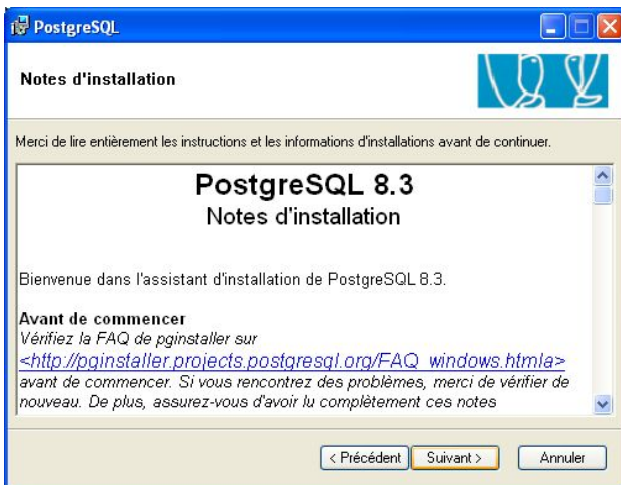 PostgreSQL
Notes d'installation
Merci de lire entièrement les instructions et les informations d'installations avant de continuer.
PostgreSQL 8.3
Notes d'installation
Bienvenue dans l'assistant d'installation de PostgreSQL 8.3.
Avant de commencer
Vérifiez la FAQ de pginstaller sur
<http://pginstaller.projects.postgresql.org/FAQ_windows.htmla>
avant de commencer. Si vous rencontrez des problèmes, merci de vérifier de
nouveau. De plus, assurez-vous d'avoir lu complètement ces notes
< Précédent Suivant > Annuler